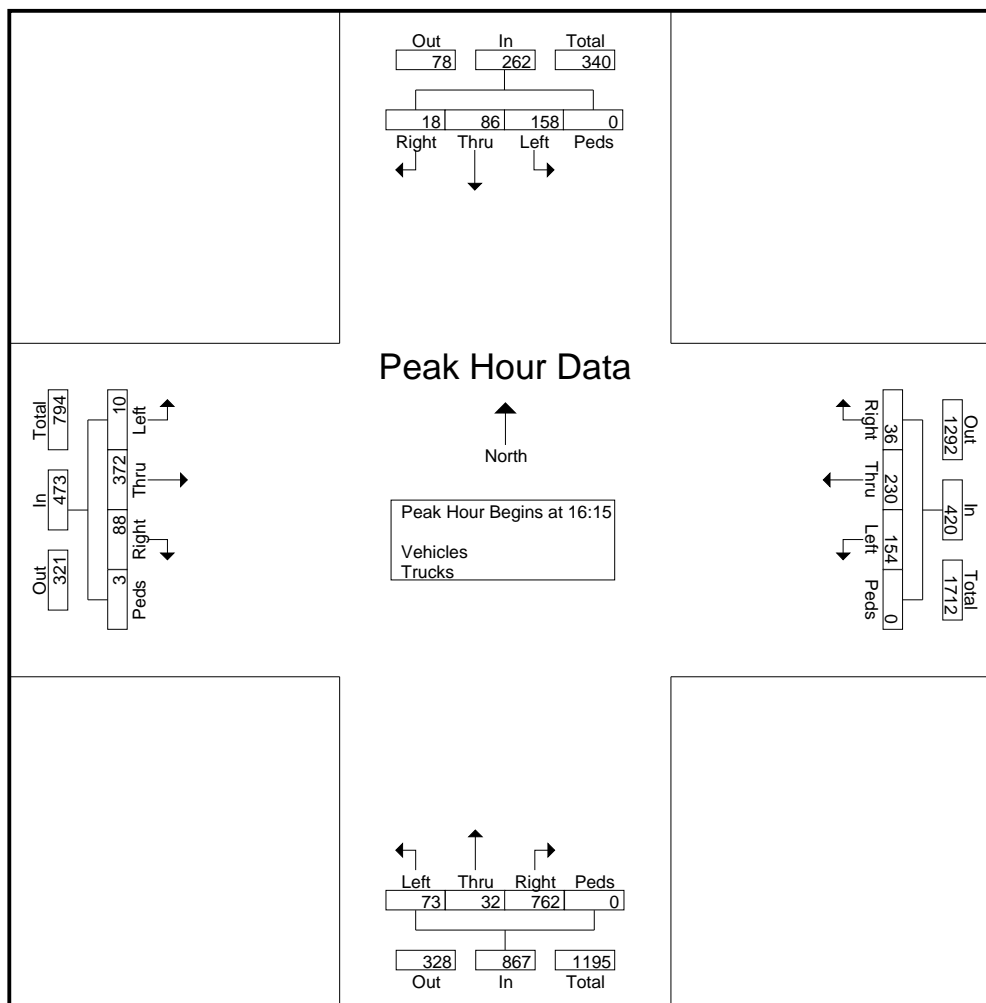 Out In Total
78 262 340
18 86 158 0
Right Thru Left Peds
Peak Hour Data
North
Peak Hour Begins at 16:15
Vehicles
Trucks
Total In Out
794 473 321
10 372 88 3
Left Thru Right Peds
Out In Total
1292 420 1712
36 230 154 0
Right Thru Left Peds
Left Thru Right Peds
73 32 762 0
328 867 1195
Out In Total